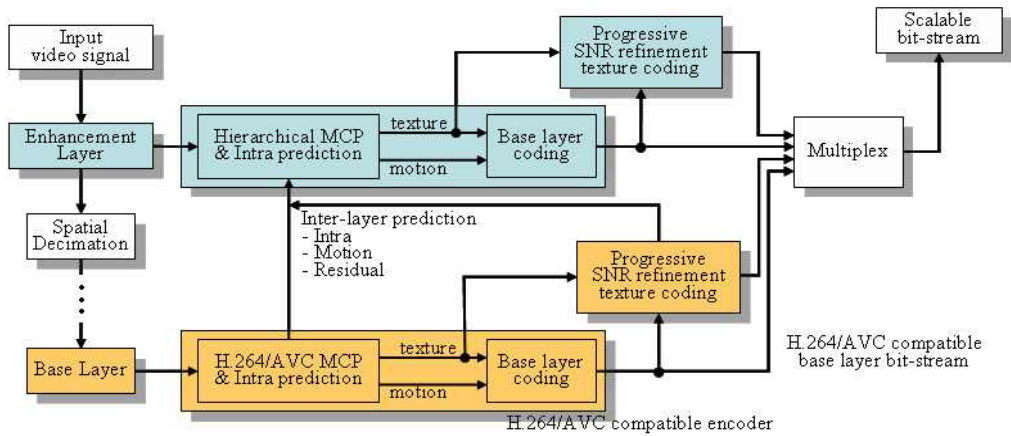 Input
video signal
Progressive
SNR refinement
texture coding
Scalable
bit-stream
Enhancement
Layer
Hierarchical MCP
& Intra prediction
texture
motion
Base layer
coding
Multiplex
Spatial
Decimation
Inter-layer prediction
- Intra
- Motion
- Residual
Progressive
SNR refinement
texture coding
Base Layer
H.264/AVC MCP
& Intra prediction
texture
motion
Base layer
coding
H.264/AVC compatible
base layer bit-stream
H.264/AVC compatible encoder